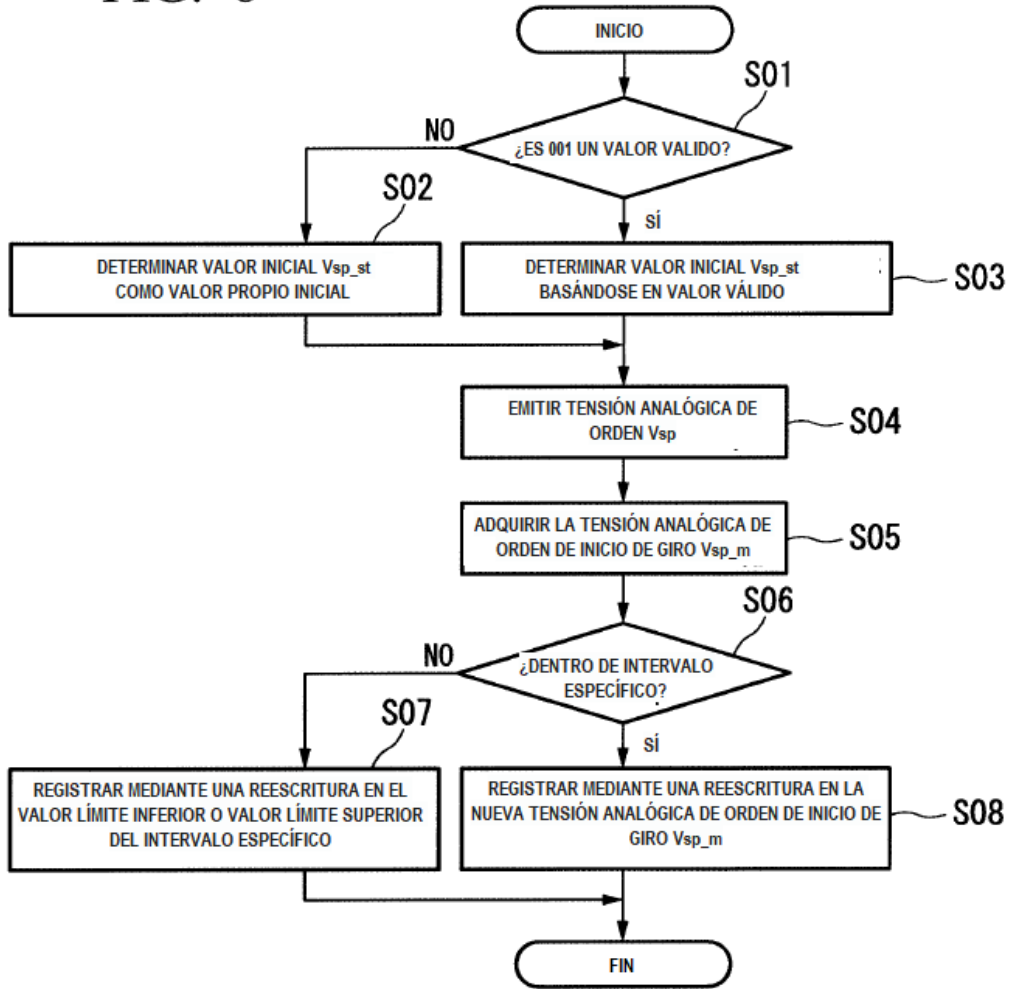 INICIO
S01
¿ES 001 UN VALOR VALIDO?
NO
SÍ
S02
DETERMINAR VALOR INICIAL Vsp_st
COMO VALOR PROPIO INICIAL
DETERMINAR VALOR INICIAL Vsp_st
BASÁNDOSE EN VALOR VÁLIDO
S03
EMITIR TENSIÓN ANALÓGICA DE
ORDEN Vsp
S04
ADQUIRIR LA TENSIÓN ANALÓGICA DE
ORDEN DE INICIO DE GIRO Vsp_m
S05
S06
¿DENTRO DE INTERVALO
ESPECÍFICO?
NO
SÍ
S07
REGISTRAR MEDIANTE UNA REESCRITURA EN EL
VALOR LÍMITE INFERIOR O VALOR LÍMITE SUPERIOR
DEL INTERVALO ESPECÍFICO
REGISTRAR MEDIANTE UNA REESCRITURA EN LA
NUEVA TENSIÓN ANALÓGICA DE ORDEN DE INICIO DE
GIRO Vsp_m
S08
FIN